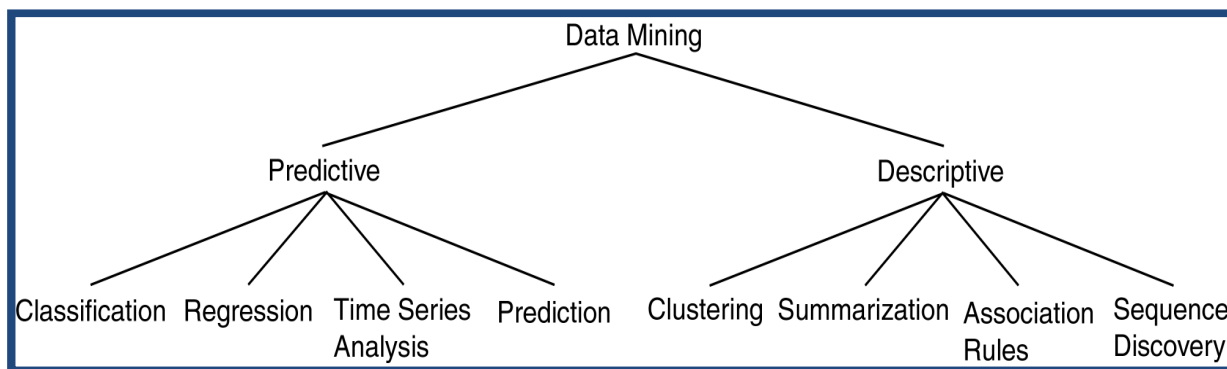 Data Mining
Predictive
Descriptive
Classification
Regression
Time Series
Analysis
Prediction
Clustering
Summarization
Association
Rules
Sequence
Discovery